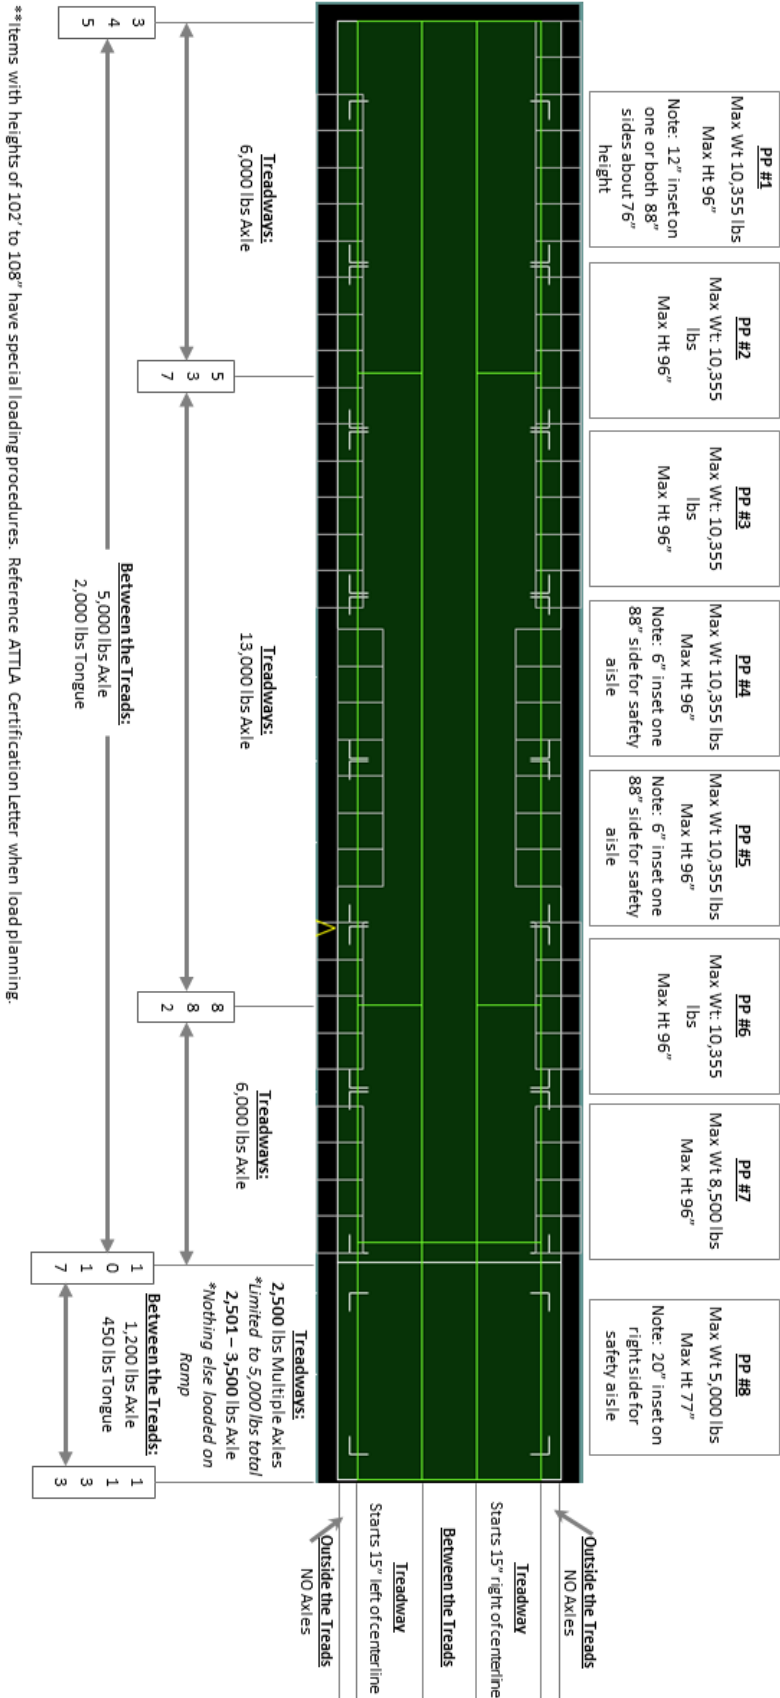 PP #1
Max Wt 10,355 lbs
Max Ht 96"
Note: 12" inset on
one or both 88"
sides about 76"
height
PP #2
Max Wt: 10,355
lbs
Max Ht 96"
PP #3
Max Wt: 10,355
lbs
Max Ht 96"
PP #4
Max Wt 10,355 lbs
Max Ht 96"
Note: 6" inset one
88" side for safety
aisle
PP #5
Max Wt 10,355 lbs
Max Ht 96"
Note: 6" inset one
88" side for safety
aisle
PP #6
Max Wt: 10,355
lbs
Max Ht 96"
PP #7
Max Wt 8,500 lbs
Max Ht 96"
PP #8
Max Wt 5,000 lbs
Max Ht 77"
Note: 20" inset on
right side for
safety aisle
Outside the Treads
NO Axles
Treadway
Starts 15" right of centerline
Between the Treads
Treadway
Starts 15" left of centerline
Outside the Treads
NO Axles
Treadways:
6,000 lbs Axle
Treadways:
13,000 lbs Axle
Treadways:
6,000 lbs Axle
Treadways:
2,500 lbs Multiple Axles
*Limited to 5,000 lbs total
2,501 – 3,500 lbs Axle
*Nothing else loaded on
Ramp
345
537
882
1017
1133
Between the Treads:
5,000 lbs Axle
2,000 lbs Tongue
Between the Treads:
1,200 lbs Axle
450 lbs Tongue
**Items with heights of 102' to 108" have special loading procedures. Reference ATTLA Certification Letter when load planning.